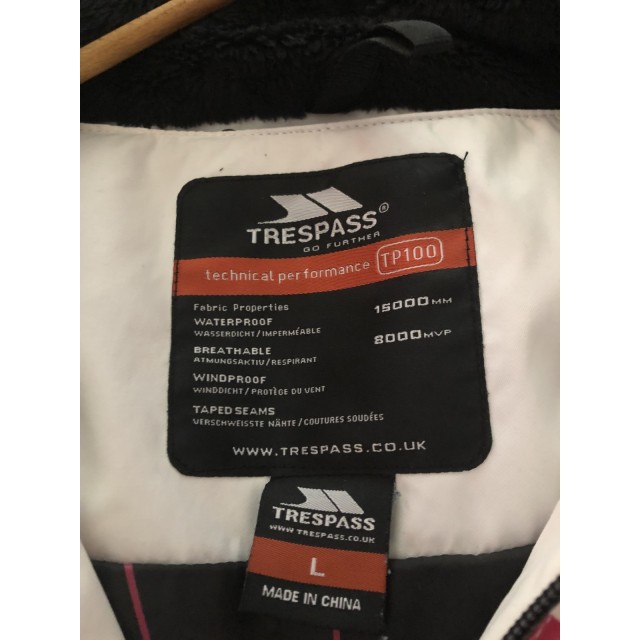 TRESPASS®
GO FURTHER
technical performance TP100
Fabric Properties
WATERPROOF 15000MM
WASSERDICHT/IMPERMÉABLE
BREATHABLE 8000MVP
ATMUNGSAKTIV/RESPIRANT
WINDPROOF
WINDDICHT/PROTÈGE DU VENT
TAPED SEAMS
VERSCHWEISSTE NÄHTE/COUTURES SOUDÉES
WWW.TRESPASS.CO.UK
TRESPASS
WWW.TRESPASS.CO.UK
L
MADE IN CHINA